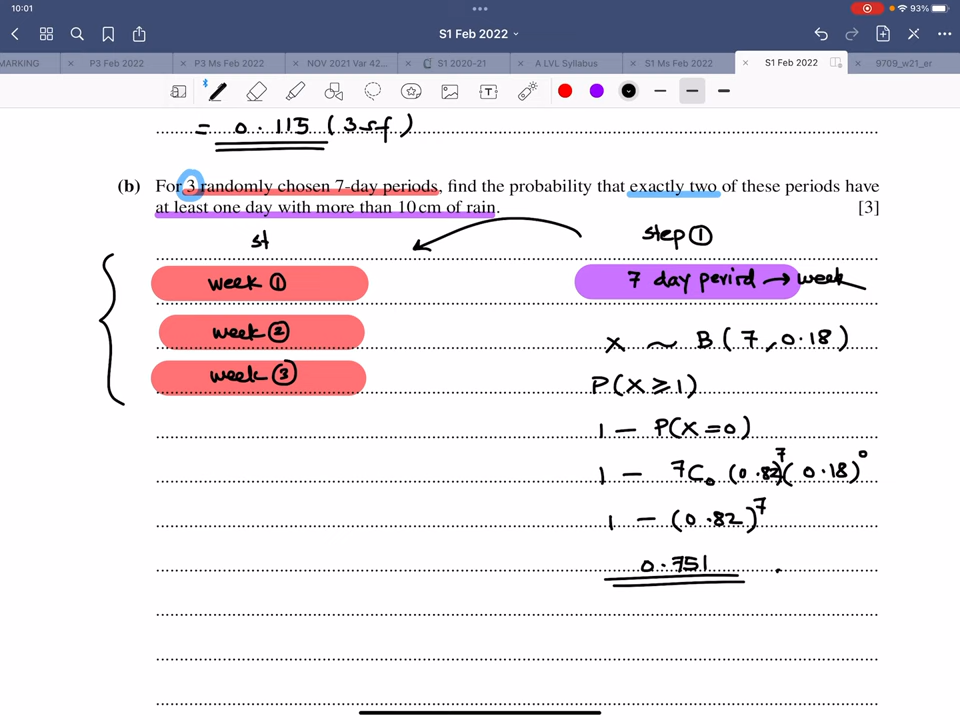 10:01
93%
S1 Feb 2022
MARKING
P3 Feb 2022
P3 Ms Feb 2022
NOV 2021 Var 42...
S1 2020-21
A LVL Syllabus
S1 Ms Feb 2022
S1 Feb 2022
9709_w21_er
= 0.115 (3 sf)
(b) For 3 randomly chosen 7-day periods, find the probability that exactly two of these periods have
at least one day with more than 10 cm of rain. [3]
st
step ①
week ①
7 day period → week
week ②
X ~ B(7, 0.18)
week ③
P(X ≥ 1)
1 - P(X = 0)
1 - ⁷C₀ (0.82)⁷(0.18)⁰
1 - (0.82)⁷
0.751